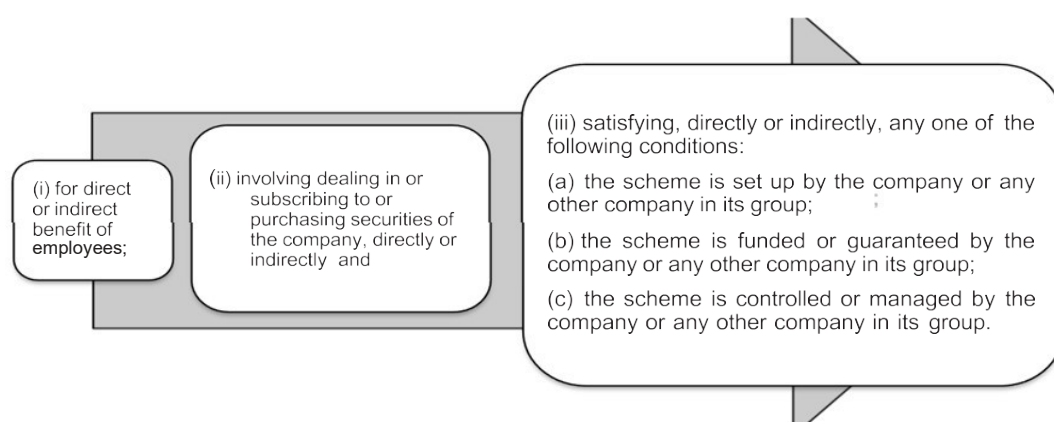 (i) for direct
or indirect
benefit of
employees;
(ii) involving dealing in or
subscribing to or
purchasing securities of
the company, directly or
indirectly and
(iii) satisfying, directly or indirectly, any one of the
following conditions:
(a) the scheme is set up by the company or any
other company in its group;
(b) the scheme is funded or guaranteed by the
company or any other company in its group;
(c) the scheme is controlled or managed by the
company or any other company in its group.